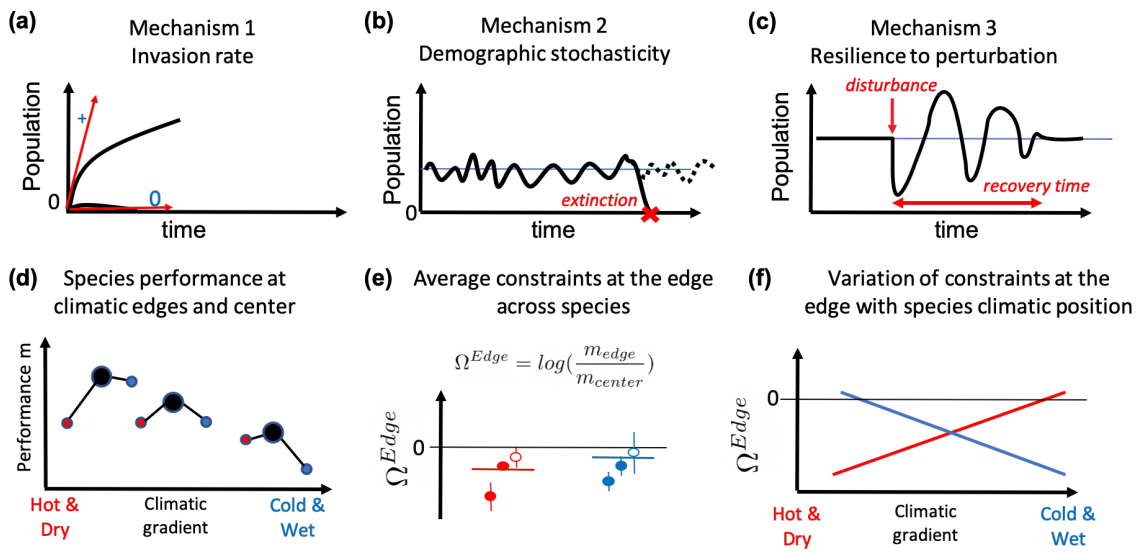 (a)
Mechanism 1
Invasion rate
Population
+
0
0
time
(b)
Mechanism 2
Demographic stochasticity
Population
extinction
0
time
(c)
Mechanism 3
Resilience to perturbation
disturbance
Population
recovery time
time
(d)
Species performance at
climatic edges and center
Performance m
Hot &
Dry
Climatic
gradient
Cold &
Wet
(e)
Average constraints at the edge
across species
Ω^{Edge} = log(\frac{m_{edge}}{m_{center}})
0
Ω^{Edge}
(f)
Variation of constraints at the
edge with species climatic position
0
Ω^{Edge}
Hot &
Dry
Climatic
gradient
Cold &
Wet